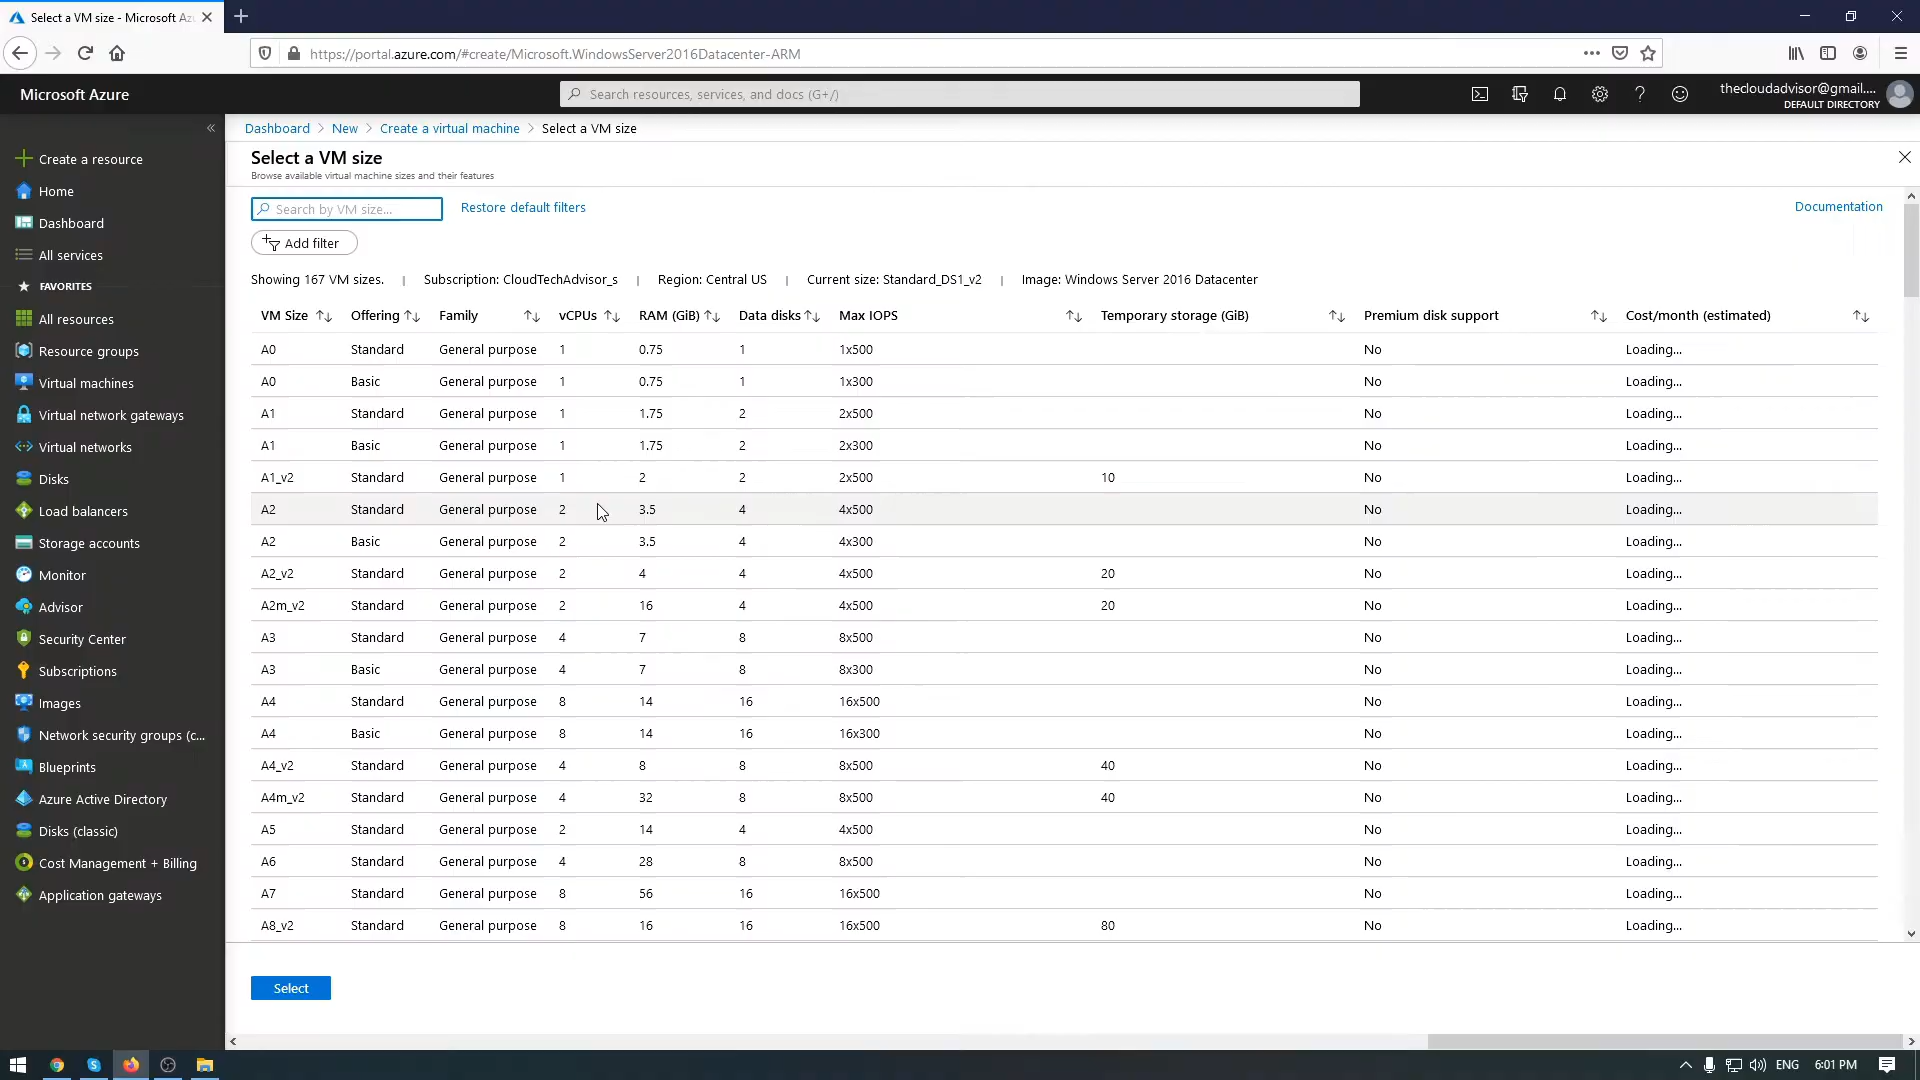 Select a VM size - Microsoft Az
https://portal.azure.com/#create/Microsoft.WindowsServer2016Datacenter-ARM
Microsoft Azure
Search resources, services, and docs (G+/)
thecloudadvisor@gmail....
DEFAULT DIRECTORY
Create a resource
Home
Dashboard
All services
FAVORITES
All resources
Resource groups
Virtual machines
Virtual network gateways
Virtual networks
Disks
Load balancers
Storage accounts
Monitor
Advisor
Security Center
Subscriptions
Images
Network security groups (c...
Blueprints
Azure Active Directory
Disks (classic)
Cost Management + Billing
Application gateways
Dashboard > New > Create a virtual machine > Select a VM size
Select a VM size
Browse available virtual machine sizes and their features
Search by VM size... Restore default filters Documentation
Add filter
Showing 167 VM sizes. | Subscription: CloudTechAdvisor_s | Region: Central US | Current size: Standard_DS1_v2 | Image: Windows Server 2016 Datacenter
VM Size Offering Family vCPUs RAM (GiB) Data disks Max IOPS Temporary storage (GiB) Premium disk support Cost/month (estimated)
A0 Standard General purpose 1 0.75 1 1x500 No Loading...
A0 Basic General purpose 1 0.75 1 1x300 No Loading...
A1 Standard General purpose 1 1.75 2 2x500 No Loading...
A1 Basic General purpose 1 1.75 2 2x300 No Loading...
A1_v2 Standard General purpose 1 2 2 2x500 10 No Loading...
A2 Standard General purpose 2 3.5 4 4x500 No Loading...
A2 Basic General purpose 2 3.5 4 4x300 No Loading...
A2_v2 Standard General purpose 2 4 4 4x500 20 No Loading...
A2m_v2 Standard General purpose 2 16 4 4x500 20 No Loading...
A3 Standard General purpose 4 7 8 8x500 No Loading...
A3 Basic General purpose 4 7 8 8x300 No Loading...
A4 Standard General purpose 8 14 16 16x500 No Loading...
A4 Basic General purpose 8 14 16 16x300 No Loading...
A4_v2 Standard General purpose 4 8 8 8x500 40 No Loading...
A4m_v2 Standard General purpose 4 32 8 8x500 40 No Loading...
A5 Standard General purpose 2 14 4 4x500 No Loading...
A6 Standard General purpose 4 28 8 8x500 No Loading...
A7 Standard General purpose 8 56 16 16x500 No Loading...
A8_v2 Standard General purpose 8 16 16 16x500 80 No Loading...
Select
ENG 6:01 PM